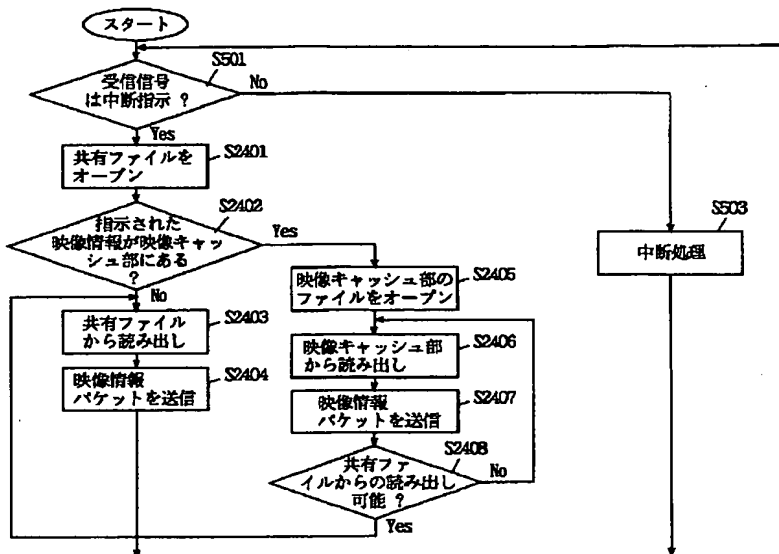 スタート
S501
受信信号
は中断指示 ?
No
Yes
共有ファイルを
オープン
S2401
S2402
指示された
映像情報が映像キャッ
シュ部にある
?
Yes
No
S503
中断処理
映像キャッシュ部の
ファイルをオープン
S2405
共有ファイル
から読み出し
S2403
映像キャッシュ部
から読み出し
S2406
映像情報
パケットを送信
S2404
映像情報
パケットを送信
S2407
S2408
共有ファ
イルからの読み出し
可能 ?
No
Yes